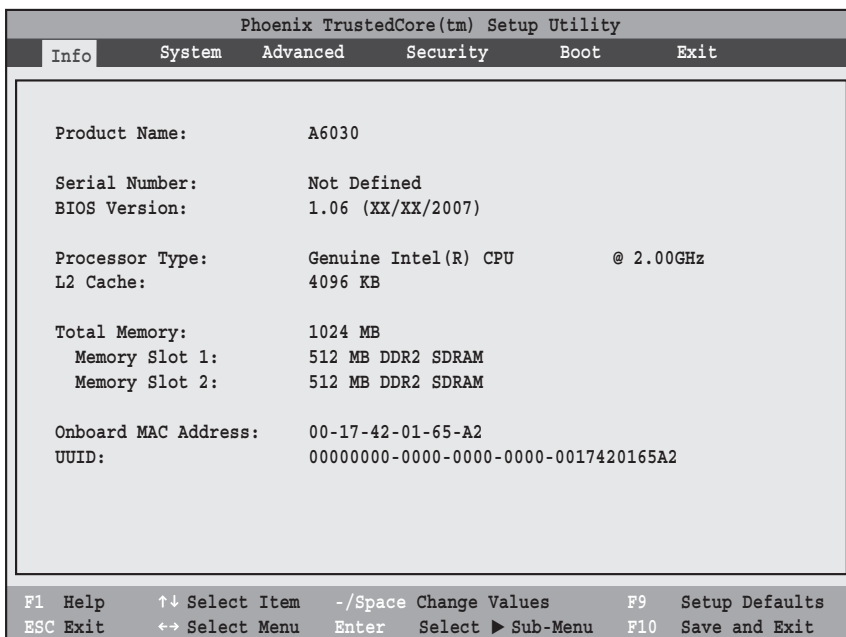 Phoenix TrustedCore(tm) Setup Utility
Info System Advanced Security Boot Exit
Product Name: A6030
Serial Number: Not Defined
BIOS Version: 1.06 (XX/XX/2007)
Processor Type: Genuine Intel(R) CPU @ 2.00GHz
L2 Cache: 4096 KB
Total Memory: 1024 MB
Memory Slot 1: 512 MB DDR2 SDRAM
Memory Slot 2: 512 MB DDR2 SDRAM
Onboard MAC Address: 00-17-42-01-65-A2
UUID: 00000000-0000-0000-0000-0017420165A2
F1 Help ↑↓ Select Item -/Space Change Values F9 Setup Defaults
ESC Exit ←→ Select Menu Enter Select ▶ Sub-Menu F10 Save and Exit